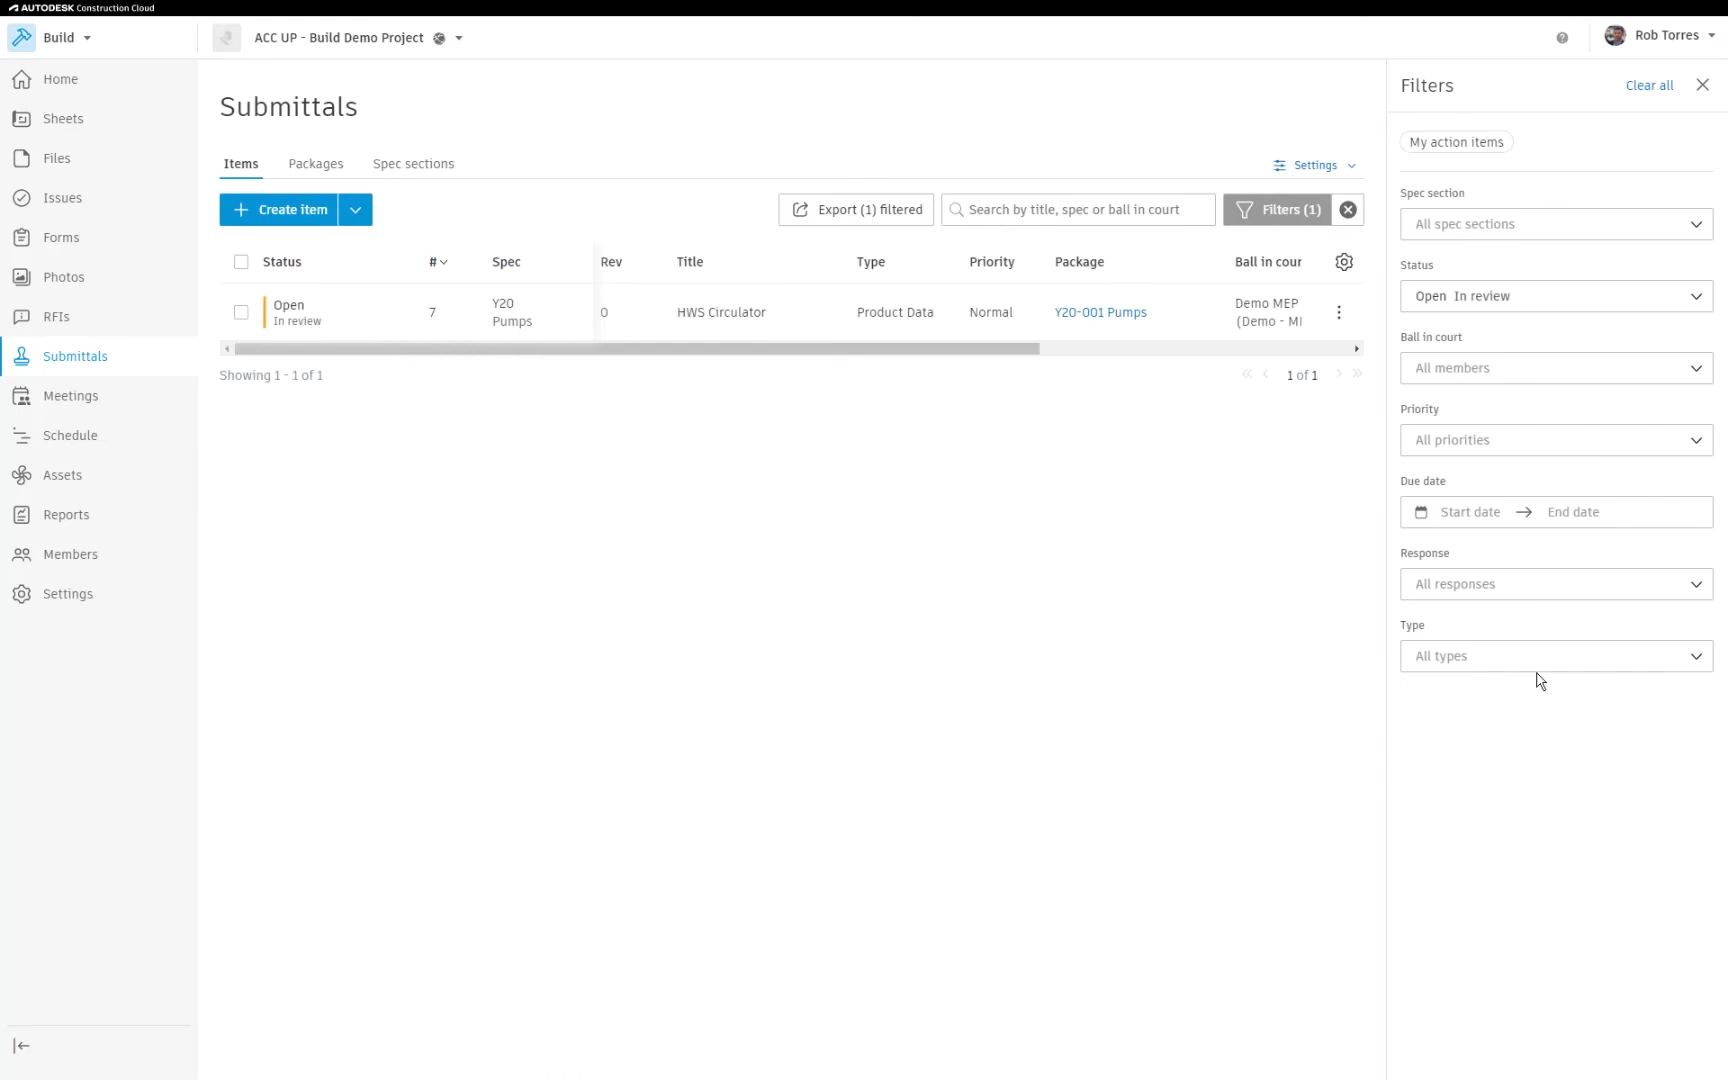 AUTODESK Construction Cloud
Build
ACC UP - Build Demo Project
Rob Torres
Home
Sheets
Files
Issues
Forms
Photos
RFIs
Submittals
Meetings
Schedule
Assets
Reports
Members
Settings
Submittals
Items Packages Spec sections
Settings
Create item
Export (1) filtered
Search by title, spec or ball in court
Filters (1)
Status # Spec Rev Title Type Priority Package Ball in cour
Open
In review
7
Y20
Pumps
0
HWS Circulator
Product Data
Normal
Y20-001 Pumps
Demo MEP
(Demo - MI
Showing 1 - 1 of 1
1 of 1
Filters
Clear all
My action items
Spec section
All spec sections
Status
Open In review
Ball in court
All members
Priority
All priorities
Due date
Start date → End date
Response
All responses
Type
All types